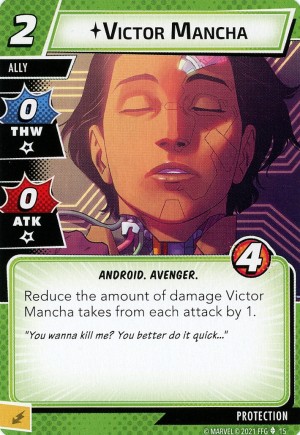 2
Victor Mancha
ALLY
0
THW
0
ATK
4
ANDROID. AVENGER.
Reduce the amount of damage Victor
Mancha takes from each attack by 1.
"You wanna kill me? You better do it quick..."
PROTECTION
© MARVEL © 2021 FFG 15